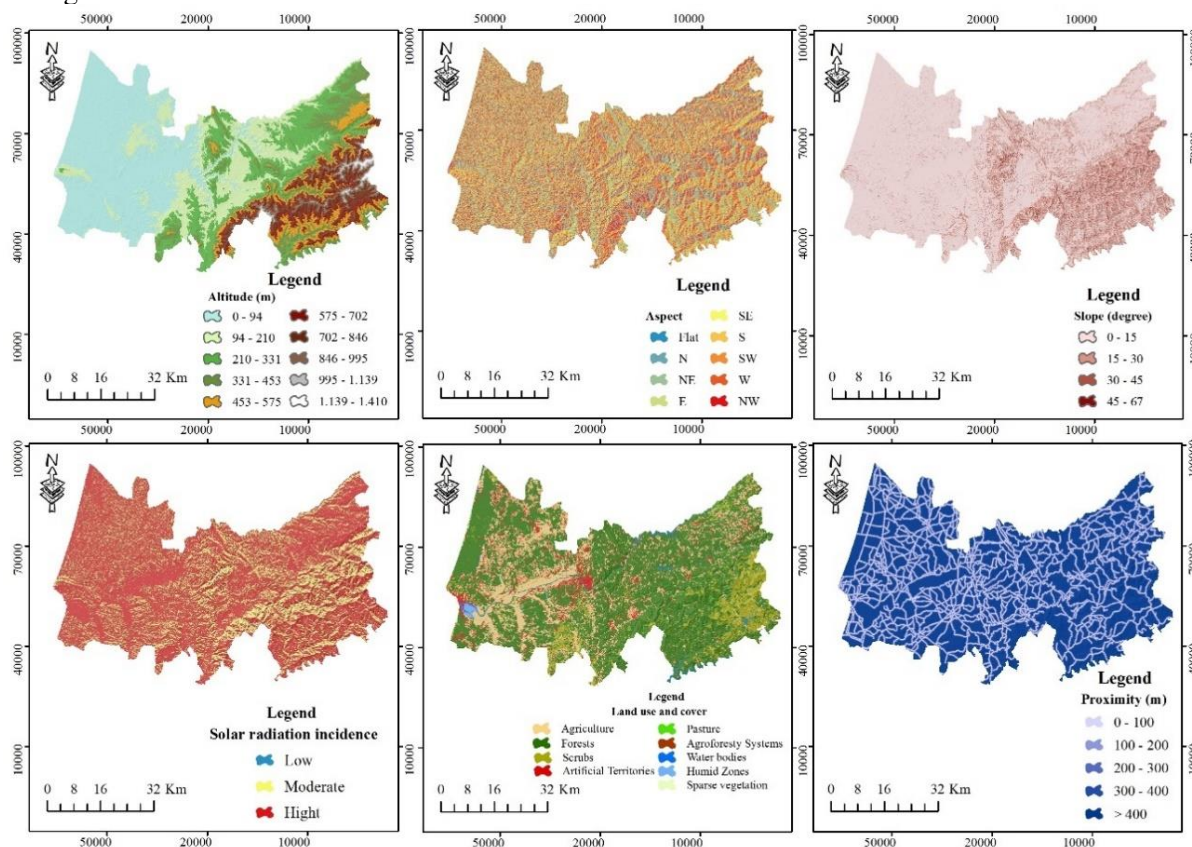 50000 20000 10000 50000 20000 10000 50000 20000 10000
100000 70000 40000 10000
N
Legend
Altitude (m)
0 - 94 575 - 702
94 - 210 702 - 846
210 - 331 846 - 995
331 - 453 995 - 1.139
453 - 575 1.139 - 1.410
0 8 16 32 Km
N
Legend
Aspect
Flat SE
N S
NE SW
E W
NW
0 8 16 32 Km
N
Legend
Slope (degree)
0 - 15
15 - 30
30 - 45
45 - 67
0 8 16 32 Km
100000 70000 40000 10000
50000 20000 10000 50000 20000 10000 50000 20000 10000
100000 70000 40000 10000
N
Legend
Solar radiation incidence
Low
Moderate
Hight
0 8 16 32 Km
N
Legend
Land use and cover
Agriculture Pasture
Forests Agroforesty Systems
Scrubs Water bodies
Artificial Territories Humid Zones
Sparse vegetation
0 8 16 32 Km
N
Legend
Proximity (m)
0 - 100
100 - 200
200 - 300
300 - 400
> 400
0 8 16 32 Km
100000 70000 40000 10000
50000 20000 10000 50000 20000 10000 50000 20000 10000